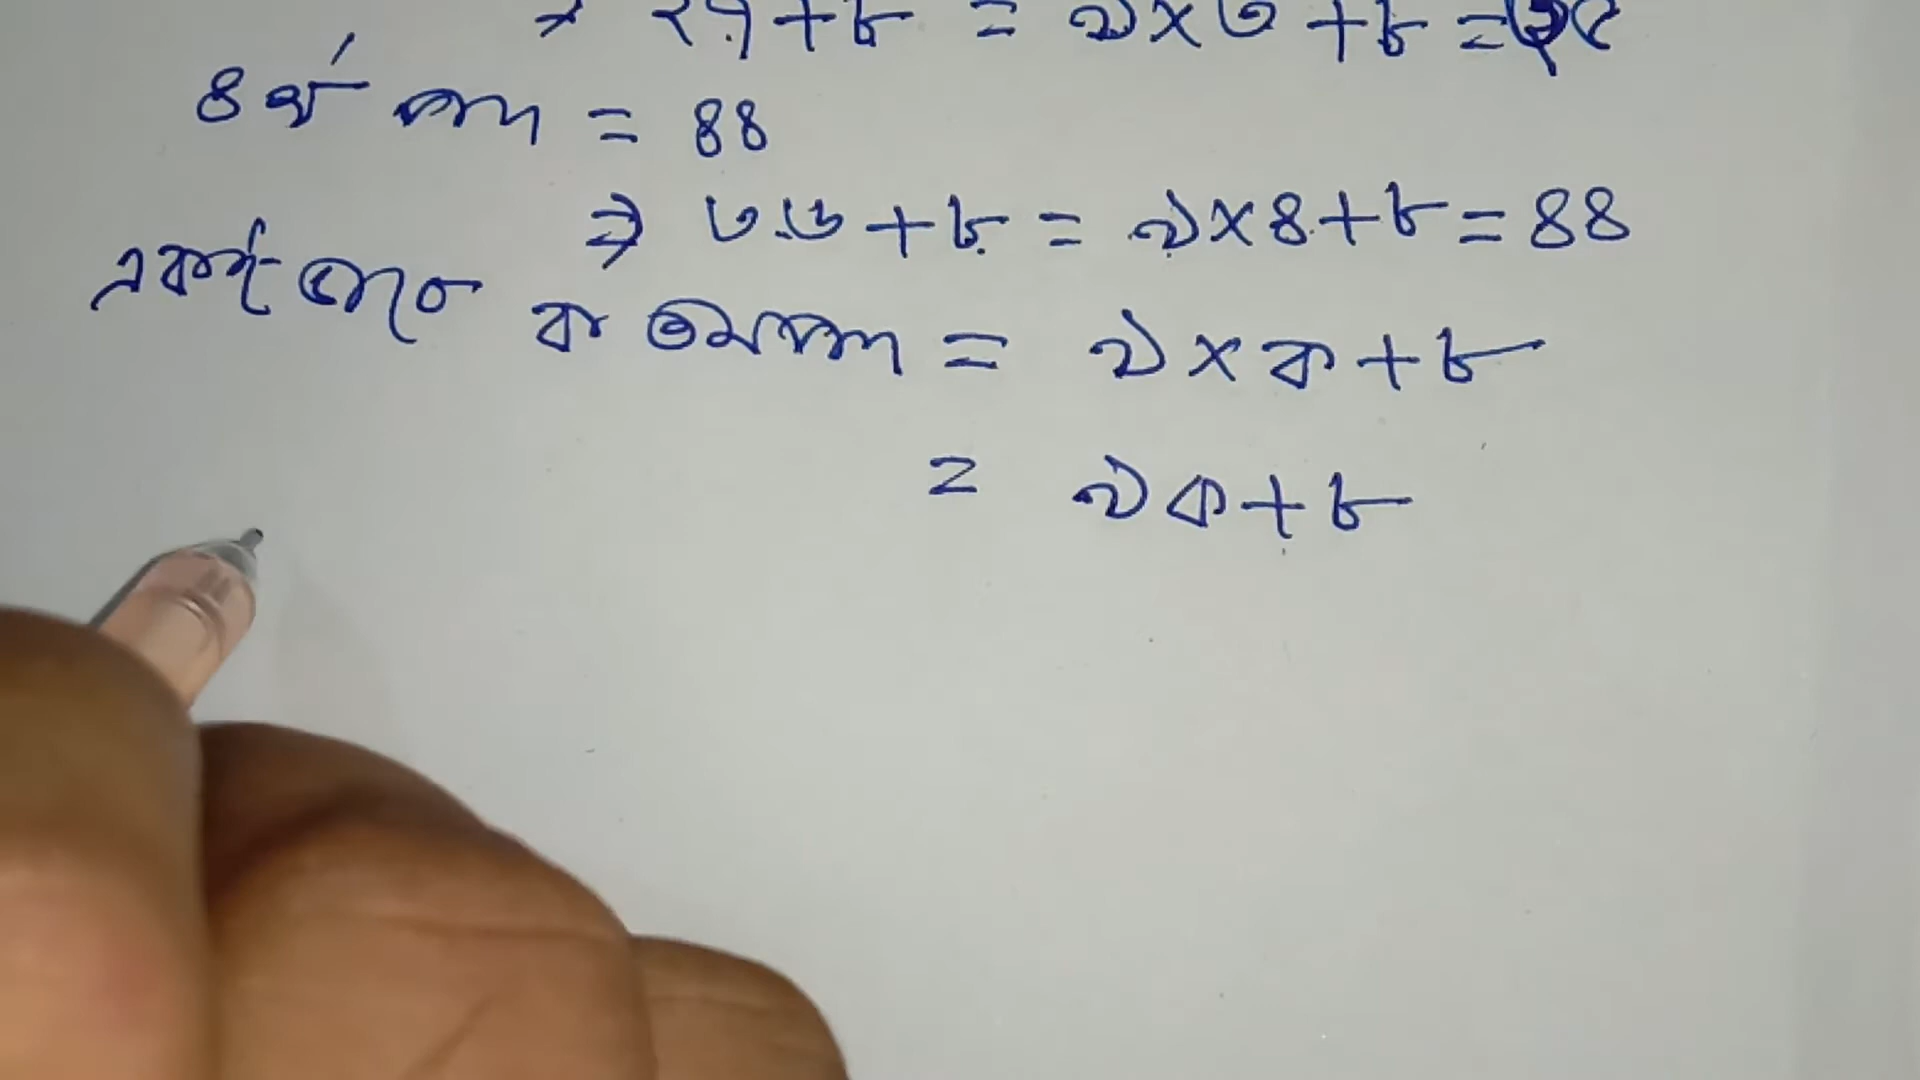 ⇒ ২৭+৮ = ৯×৩+৮ = ৩৫
৪র্থ পদ = ৪৪
⇒ ৩৬+৮ = ৯×৪+৮ = ৪৪
একই ভাবে ক তম পদ = ৯×ক+৮
= ৯ক+৮